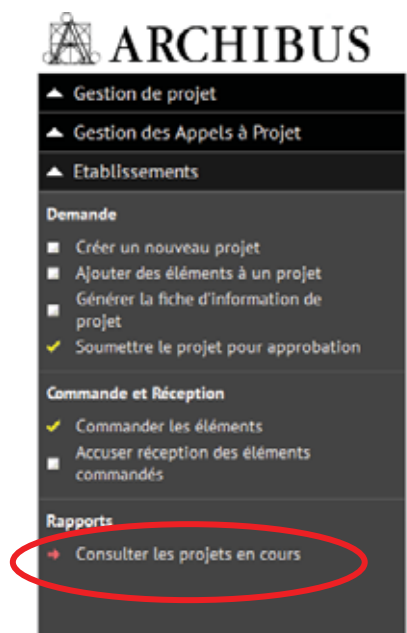 ARCHIBUS
Gestion de projet
Gestion des Appels à Projet
Etablissements
Demande
Créer un nouveau projet
Ajouter des éléments à un projet
Générer la fiche d'information de
projet
Soumettre le projet pour approbation
Commande et Réception
Commander les éléments
Accuser réception des éléments
commandés
Rapports
Consulter les projets en cours